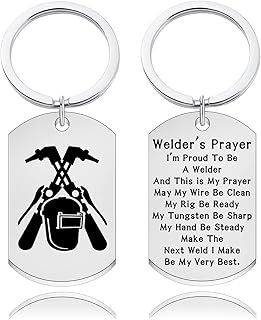 Welder's Prayer
I'm Proud To Be
A Welder
And This is My Prayer
May My Wire Be Clean
My Rig Be Ready
My Tungsten Be Sharp
My Hand Be Steady
Make The
Next Weld I Make
Be My Very Best.